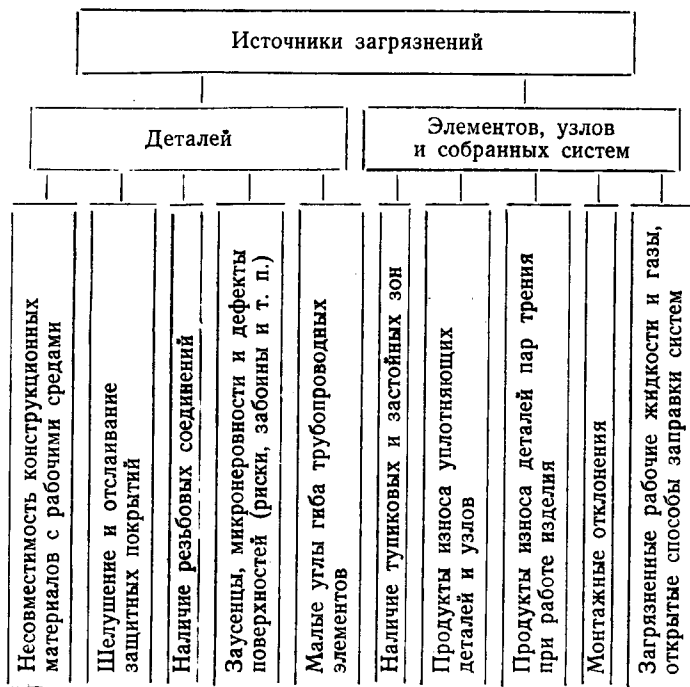 Источники загрязнений
Деталей
Элементов, узлов
и собранных систем
Несовместимость конструкционных
материалов с рабочими средами
Шелушение и отслаивание
защитных покрытий
Наличие резьбовых соединений
Заусенцы, микронеровности и дефекты
поверхностей (риски, забоины и т. п.)
Малые углы гиба трубопроводных
элементов
Наличие тупиковых и застойных зон
Продукты износа уплотняющих
деталей и узлов
Продукты износа деталей пар трения
при работе изделия
Монтажные отклонения
Загрязненные рабочие жидкости и газы,
открытые способы заправки систем